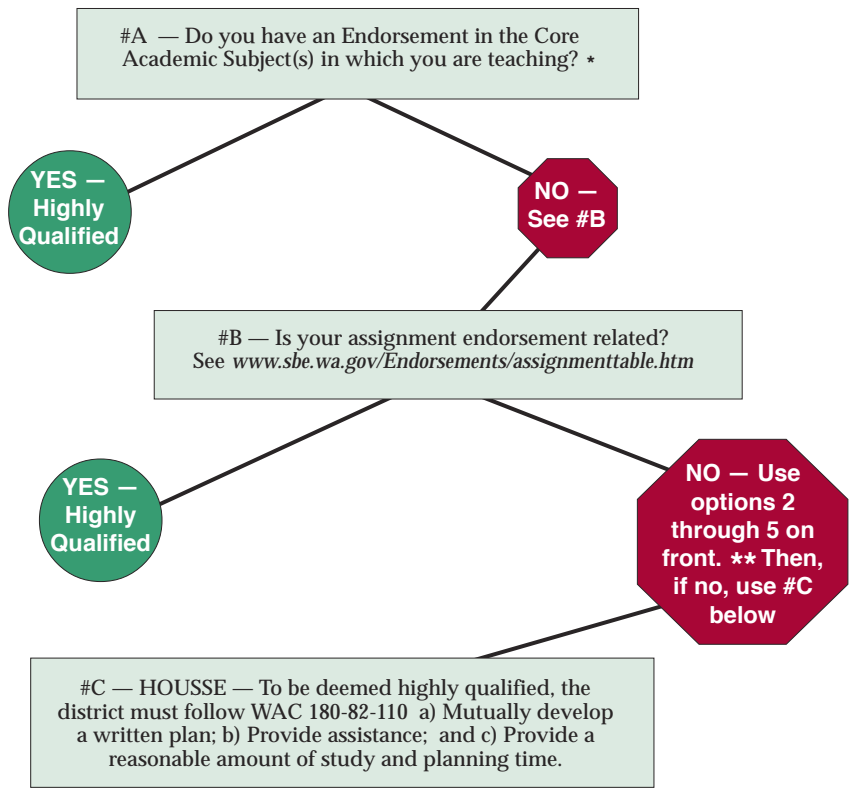 #A — Do you have an Endorsement in the Core
Academic Subject(s) in which you are teaching? *
YES —
Highly
Qualified
NO —
See #B
#B — Is your assignment endorsement related?
See www.sbe.wa.gov/Endorsements/assignmenttable.htm
YES —
Highly
Qualified
NO — Use
options 2
through 5 on
front. ** Then,
if no, use #C
below
#C — HOUSSE — To be deemed highly qualified, the
district must follow WAC 180-82-110 a) Mutually develop
a written plan; b) Provide assistance; and c) Provide a
reasonable amount of study and planning time.